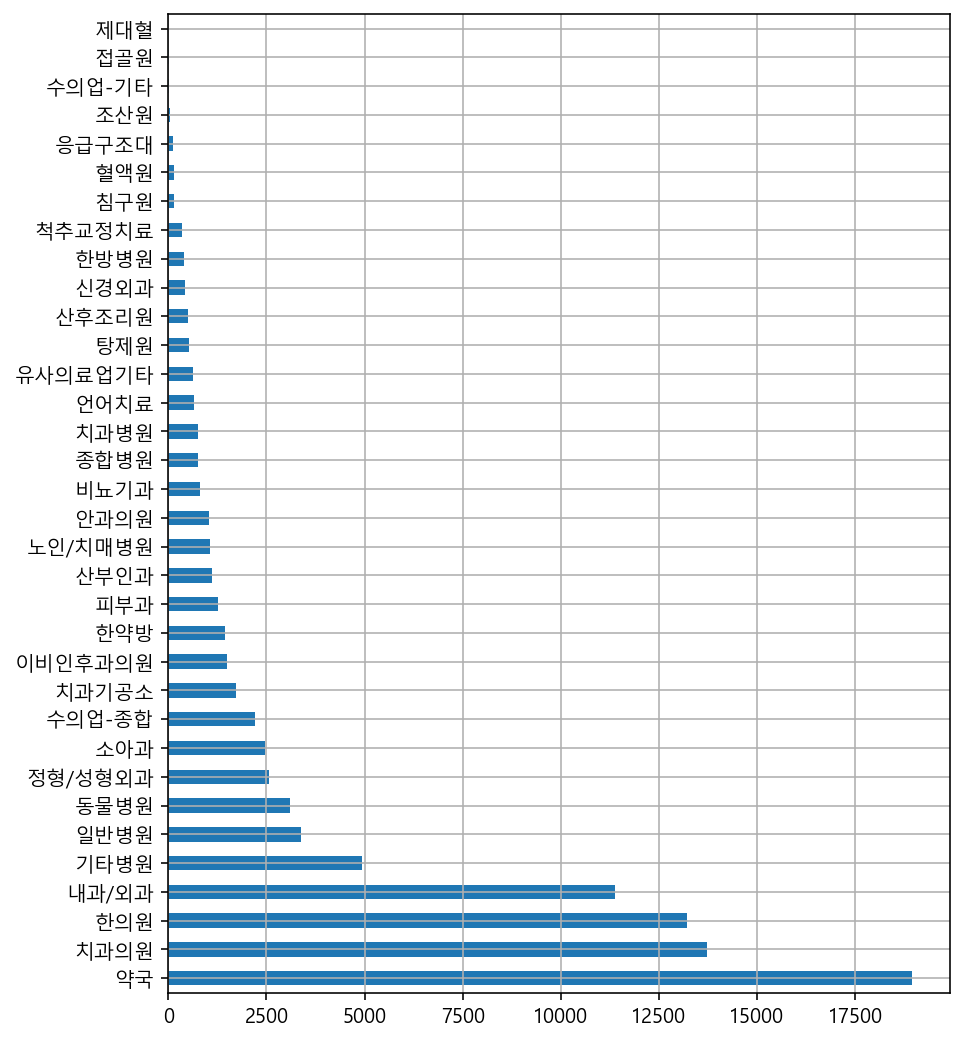 제대혈
접골원
수의업-기타
조산원
응급구조대
혈액원
침구원
척추교정치료
한방병원
신경외과
산후조리원
탕제원
유사의료업기타
언어치료
치과병원
종합병원
비뇨기과
안과의원
노인/치매병원
산부인과
피부과
한약방
이비인후과의원
치과기공소
수의업-종합
소아과
정형/성형외과
동물병원
일반병원
기타병원
내과/외과
한의원
치과의원
약국
0 2500 5000 7500 10000 12500 15000 17500